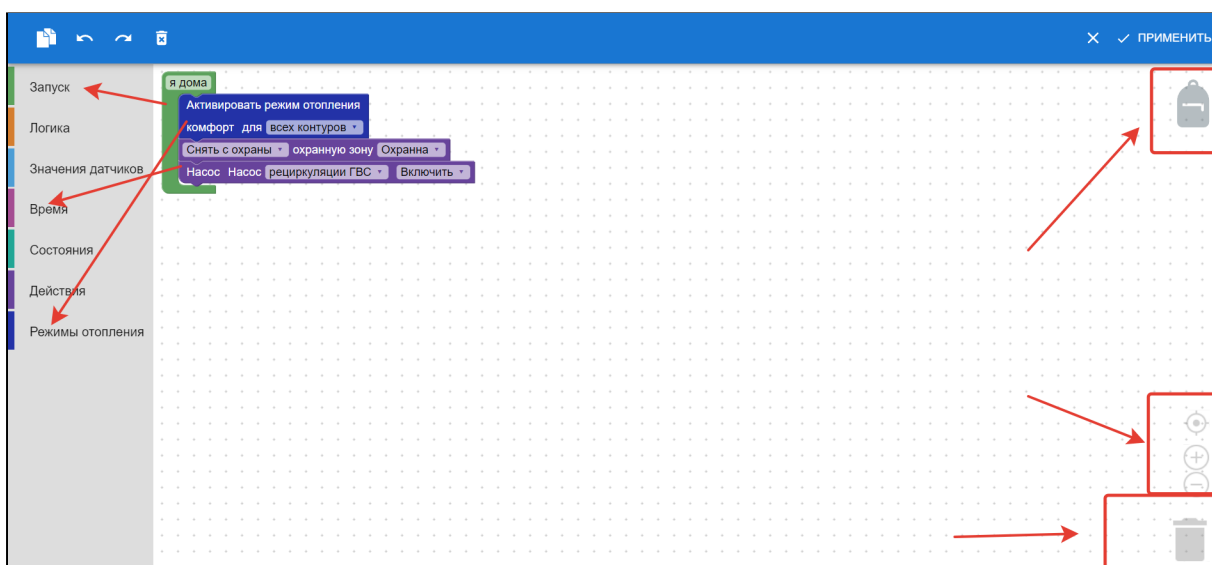 ПРИМЕНИТЬ
Запуск
Логика
Значения датчиков
Время
Состояния
Действия
Режимы отопления
я дома
Активировать режим отопления
комфорт для всех контуров
Снять с охраны охранную зону Охранна
Насос Насос рециркуляции ГВС Включить